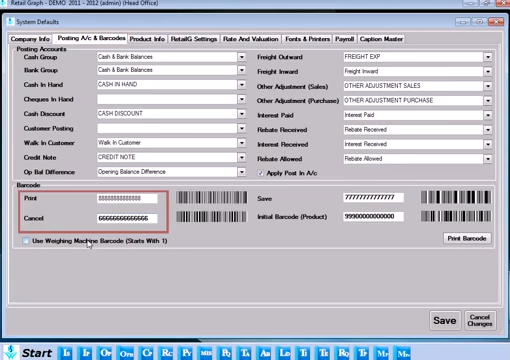 Retail Graph - DEMO 2011 - 2012 (admin) (Head Office)
System Defaults
Company Info Posting A/c & Barcodes Product Info RetailG Settings Rate And Valuation Fonts & Printers Payroll Caption Master
Posting Accounts
Cash Group Cash & Bank Balances Freight Outward FREIGHT EXP
Bank Group Cash & Bank Balances Freight Inward Freight Inward
Cash In Hand CASH IN HAND Other Adjustment (Sales) OTHER ADJUSTMENT SALES
Cheques In Hand Other Adjustment (Purchase) OTHER ADJUSTMENT PURCHASE
Cash Discount CASH DISCOUNT Interest Paid Interest Paid
Customer Posting Rebate Received Rebate Received
Walk In Customer Walk In Customer Interest Received Interest Received
Credit Note CREDIT NOTE Rebate Allowed Rebate Allowed
Op Bal Difference Opening Balance Difference Apply Post In A/c
Barcode
Print 8888888888888 Save 7777777777777
Cancel 6666666666666 Initial Barcode (Product) 99900000000000
Use Weighing Machine Barcode (Starts With 1) Print Barcode
Save Cancel Changes
Start